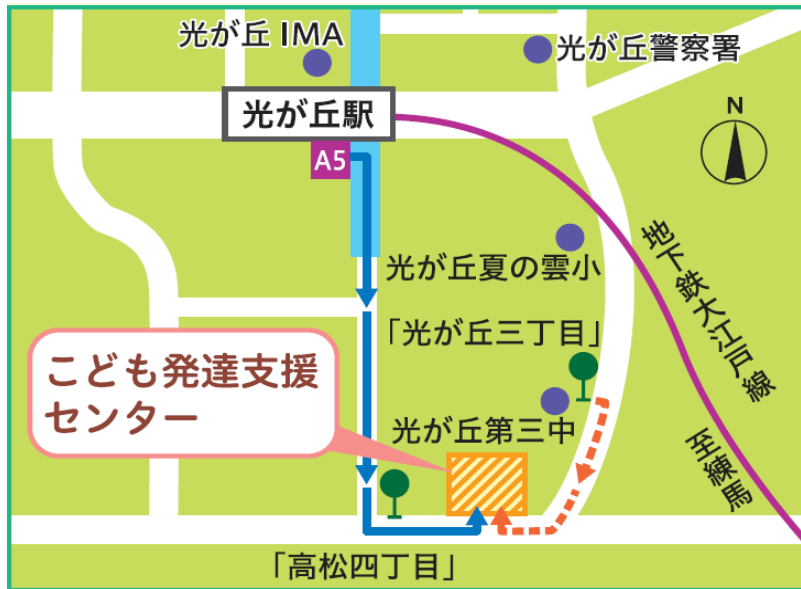 光が丘 IMA
光が丘警察署
光が丘駅
N
A5
光が丘夏の雲小
地下鉄大江戸線
「光が丘三丁目」
こども発達支援
センター
光が丘第三中
至練馬
「高松四丁目」